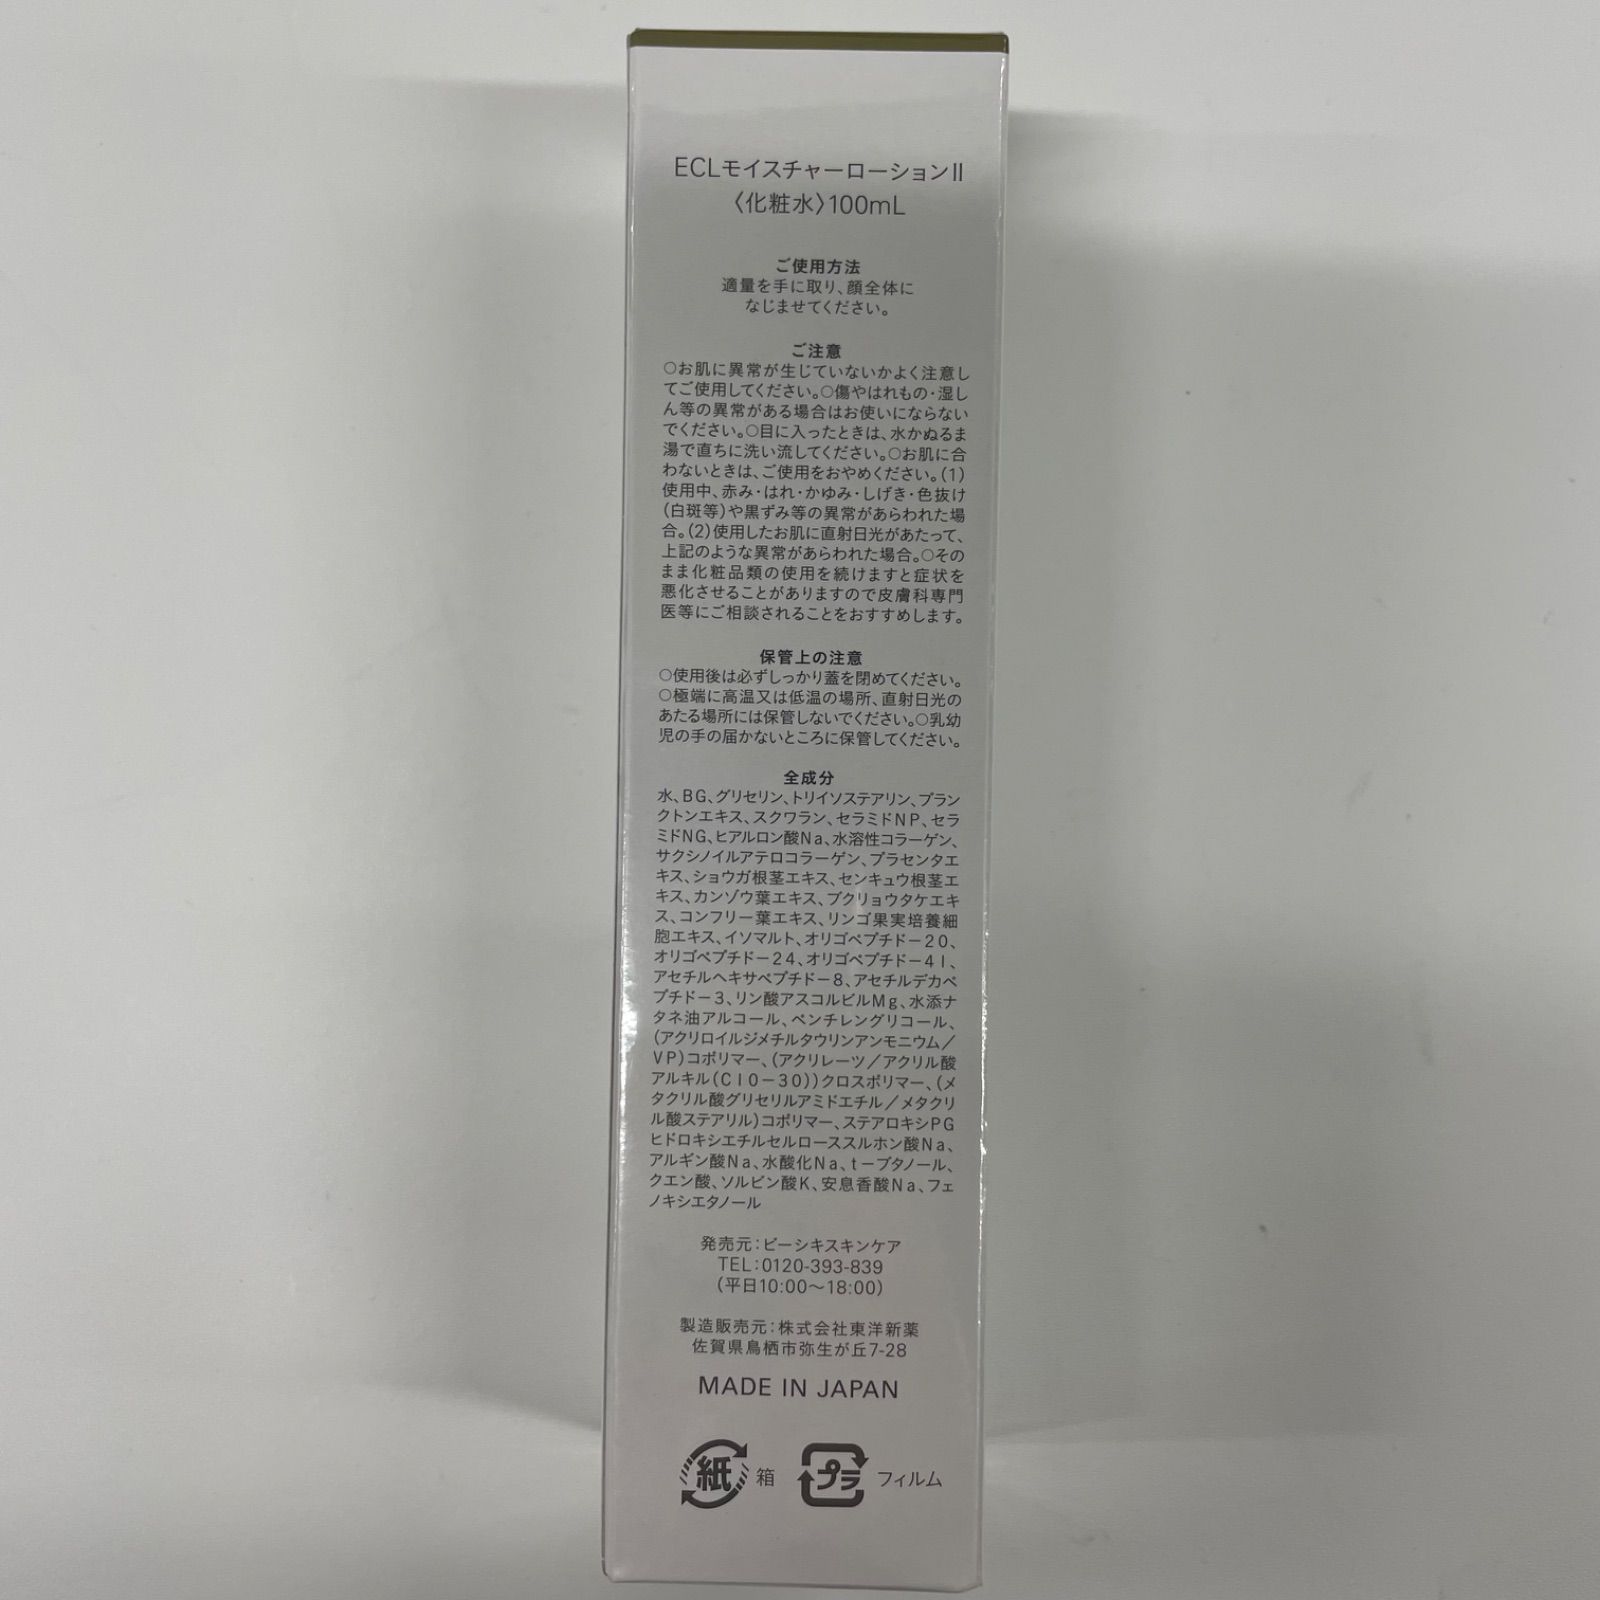 ECLモイスチャーローションⅡ
〈化粧水〉100mL
ご使用方法
適量を手に取り、顔全体に
なじませてください。
ご注意
○お肌に異常が生じていないかよく注意し
てご使用してください。○傷やはれもの・湿し
ん等の異常がある場合はお使いにならない
でください。○目に入ったときは、水かぬるま
湯で直ちに洗い流してください。○お肌に合
わないときは、ご使用をおやめください。(1)
使用中、赤み・はれ・かゆみ・しげき・色抜け
(白斑等)や黒ずみ等の異常があらわれた場
合。(2)使用したお肌に直射日光があたって、
上記のような異常があらわれた場合。○その
まま化粧品類の使用を続けますと症状を
悪化させることがありますので皮膚科専門
医等にご相談されることをおすすめします。
保管上の注意
○使用後は必ずしっかり蓋を閉めてください。
○極端に高温又は低温の場所、直射日光の
あたる場所には保管しないでください。○乳幼
児の手の届かないところに保管してください。
全成分
水、BG、グリセリン、トリイソステアリン、プラン
クトンエキス、スクワラン、セラミドNP、セラ
ミドNG、ヒアルロン酸Na、水溶性コラーゲン、
サクシノイルアテロコラーゲン、プラセンタエ
キス、ショウガ根茎エキス、センキュウ根茎エ
キス、カンゾウ葉エキス、ブクリョウタケエキ
ス、コンフリー葉エキス、リンゴ果実培養細
胞エキス、イソマルト、オリゴペプチド－20、
オリゴペプチド－24、オリゴペプチド－41、
アセチルヘキサペプチド－8、アセチルデカペ
プチド－3、リン酸アスコルビルMg、水添ナ
タネ油アルコール、ペンチレングリコール、
(アクリロイルジメチルタウリンアンモニウム／
VP)コポリマー、(アクリレーツ／アクリル酸
アルキル(C10－30))クロスポリマー、(メ
タクリル酸グリセリルアミドエチル／メタクリ
ル酸ステアリル)コポリマー、ステアロキシPG
ヒドロキシエチルセルローススルホン酸Na、
アルギン酸Na、水酸化Na、t－ブタノール、
クエン酸、ソルビン酸K、安息香酸Na、フェ
ノキシエタノール
発売元：ビーシキスキンケア
TEL：0120-393-839
(平日10:00～18:00)
製造販売元：株式会社東洋新薬
佐賀県鳥栖市弥生が丘7-28
MADE IN JAPAN
紙 箱 プラ フィルム